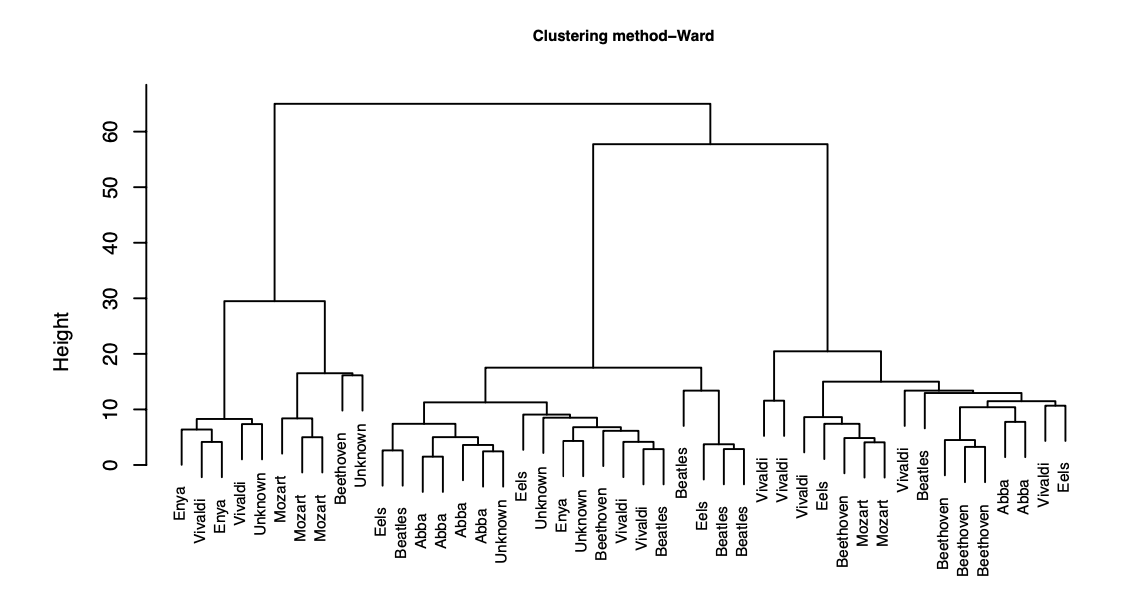 Clustering method–Ward
Height
60
50
40
30
20
10
0
Enya
Vivaldi
Enya
Vivaldi
Unknown
Mozart
Mozart
Mozart
Beethoven
Unknown
Eels
Beatles
Abba
Abba
Abba
Abba
Unknown
Eels
Unknown
Enya
Unknown
Beethoven
Vivaldi
Vivaldi
Beatles
Beatles
Eels
Beatles
Beatles
Vivaldi
Vivaldi
Vivaldi
Eels
Beethoven
Mozart
Mozart
Vivaldi
Beatles
Beethoven
Beethoven
Beethoven
Abba
Abba
Vivaldi
Eels